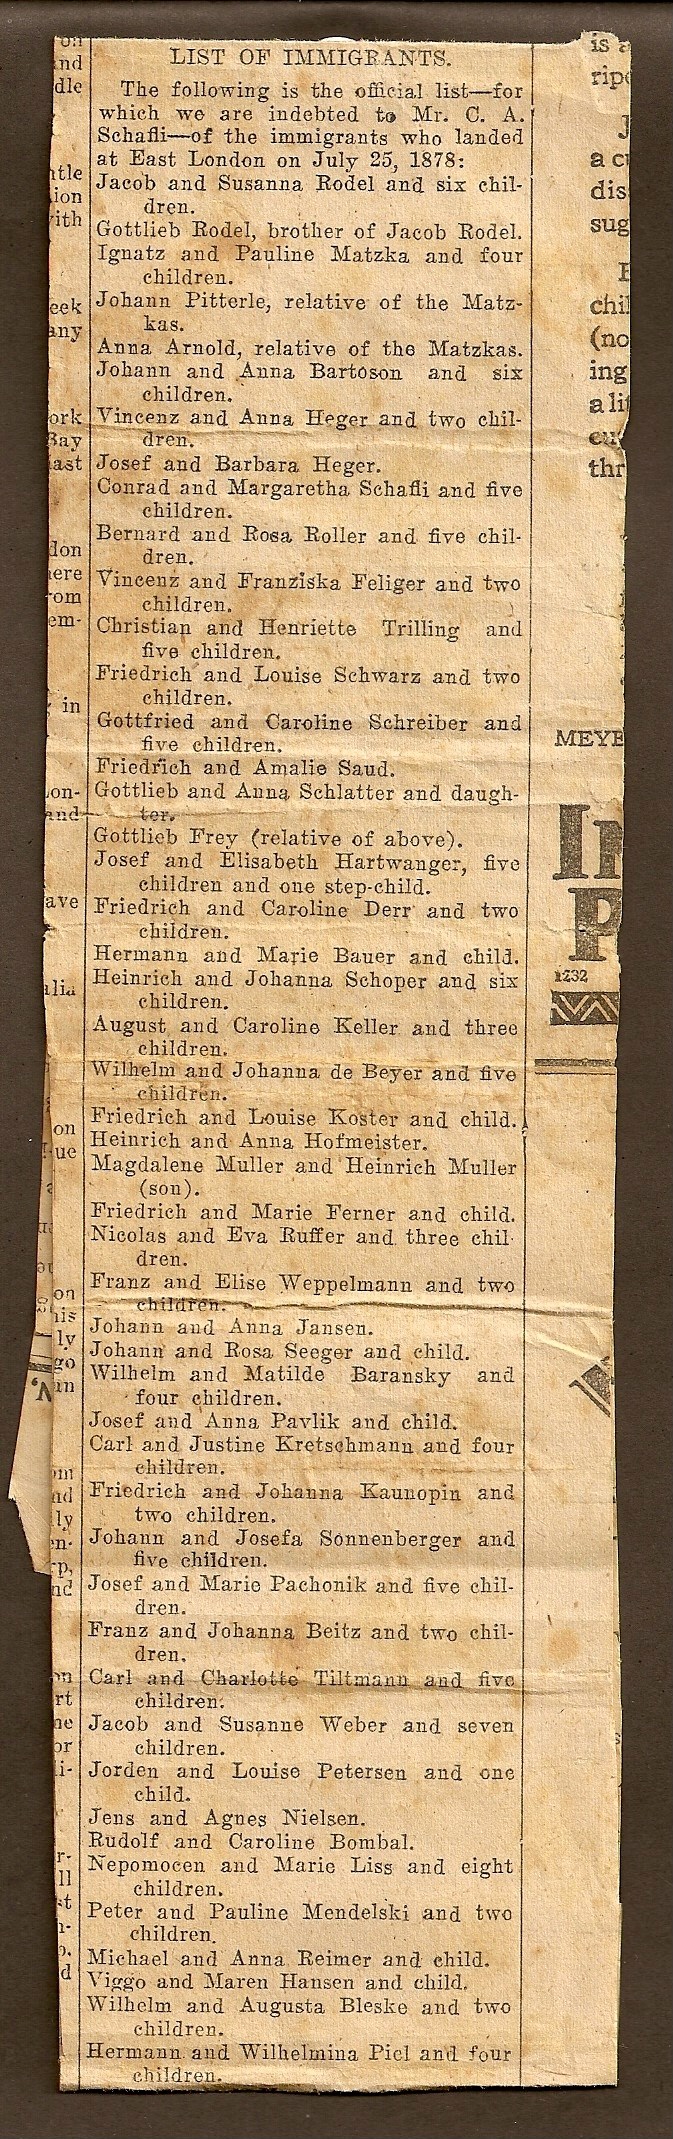 LIST OF IMMIGRANTS.
The following is the official list—for
which we are indebted to Mr. C. A.
Schafli—of the immigrants who landed
at East London on July 25, 1878:
Jacob and Susanna Rodel and six chil-
dren.
Gottlieb Rodel, brother of Jacob Rodel.
Ignatz and Pauline Matzka and four
children.
Johann Pitterle, relative of the Matz-
kas.
Anna Arnold, relative of the Matzkas.
Johann and Anna Bartoson and six
children.
Vincenz and Anna Heger and two chil-
dren.
Josef and Barbara Heger.
Conrad and Margaretha Schafli and five
children.
Bernard and Rosa Roller and five chil-
dren.
Vincenz and Franziska Feliger and two
children.
Christian and Henriette Trilling and
five children.
Friedrich and Louise Schwarz and two
children.
Gottfried and Caroline Schreiber and
five children.
Friedrich and Amalie Saud.
Gottlieb and Anna Schlatter and daugh-
ter.
Gottlieb Frey (relative of above).
Josef and Elisabeth Hartwanger, five
children and one step-child.
Friedrich and Caroline Derr and two
children.
Hermann and Marie Bauer and child.
Heinrich and Johanna Schoper and six
children.
August and Caroline Keller and three
children.
Wilhelm and Johanna de Beyer and five
children.
Friedrich and Louise Koster and child.
Heinrich and Anna Hofmeister.
Magdalene Muller and Heinrich Muller
(son).
Friedrich and Marie Ferner and child.
Nicolas and Eva Ruffer and three chil-
dren.
Franz and Elise Weppelmann and two
children.
Johann and Anna Jansen.
Johann and Rosa Seeger and child.
Wilhelm and Matilde Baransky and
four children.
Josef and Anna Pavlik and child.
Carl and Justine Kretschmann and four
children.
Friedrich and Johanna Kaunopin and
two children.
Johann and Josefa Sonnenberger and
five children.
Josef and Marie Pachonik and five chil-
dren.
Franz and Johanna Beitz and two chil-
dren.
Carl and Charlotte Tiltmann and five
children.
Jacob and Susanne Weber and seven
children.
Jorden and Louise Petersen and one
child.
Jens and Agnes Nielsen.
Rudolf and Caroline Bombal.
Nepomocen and Marie Liss and eight
children.
Peter and Pauline Mendelski and two
children.
Michael and Anna Reimer and child.
Viggo and Maren Hansen and child.
Wilhelm and Augusta Bleske and two
children.
Hermann and Wilhelmina Piel and four
children.
MEYE
1232